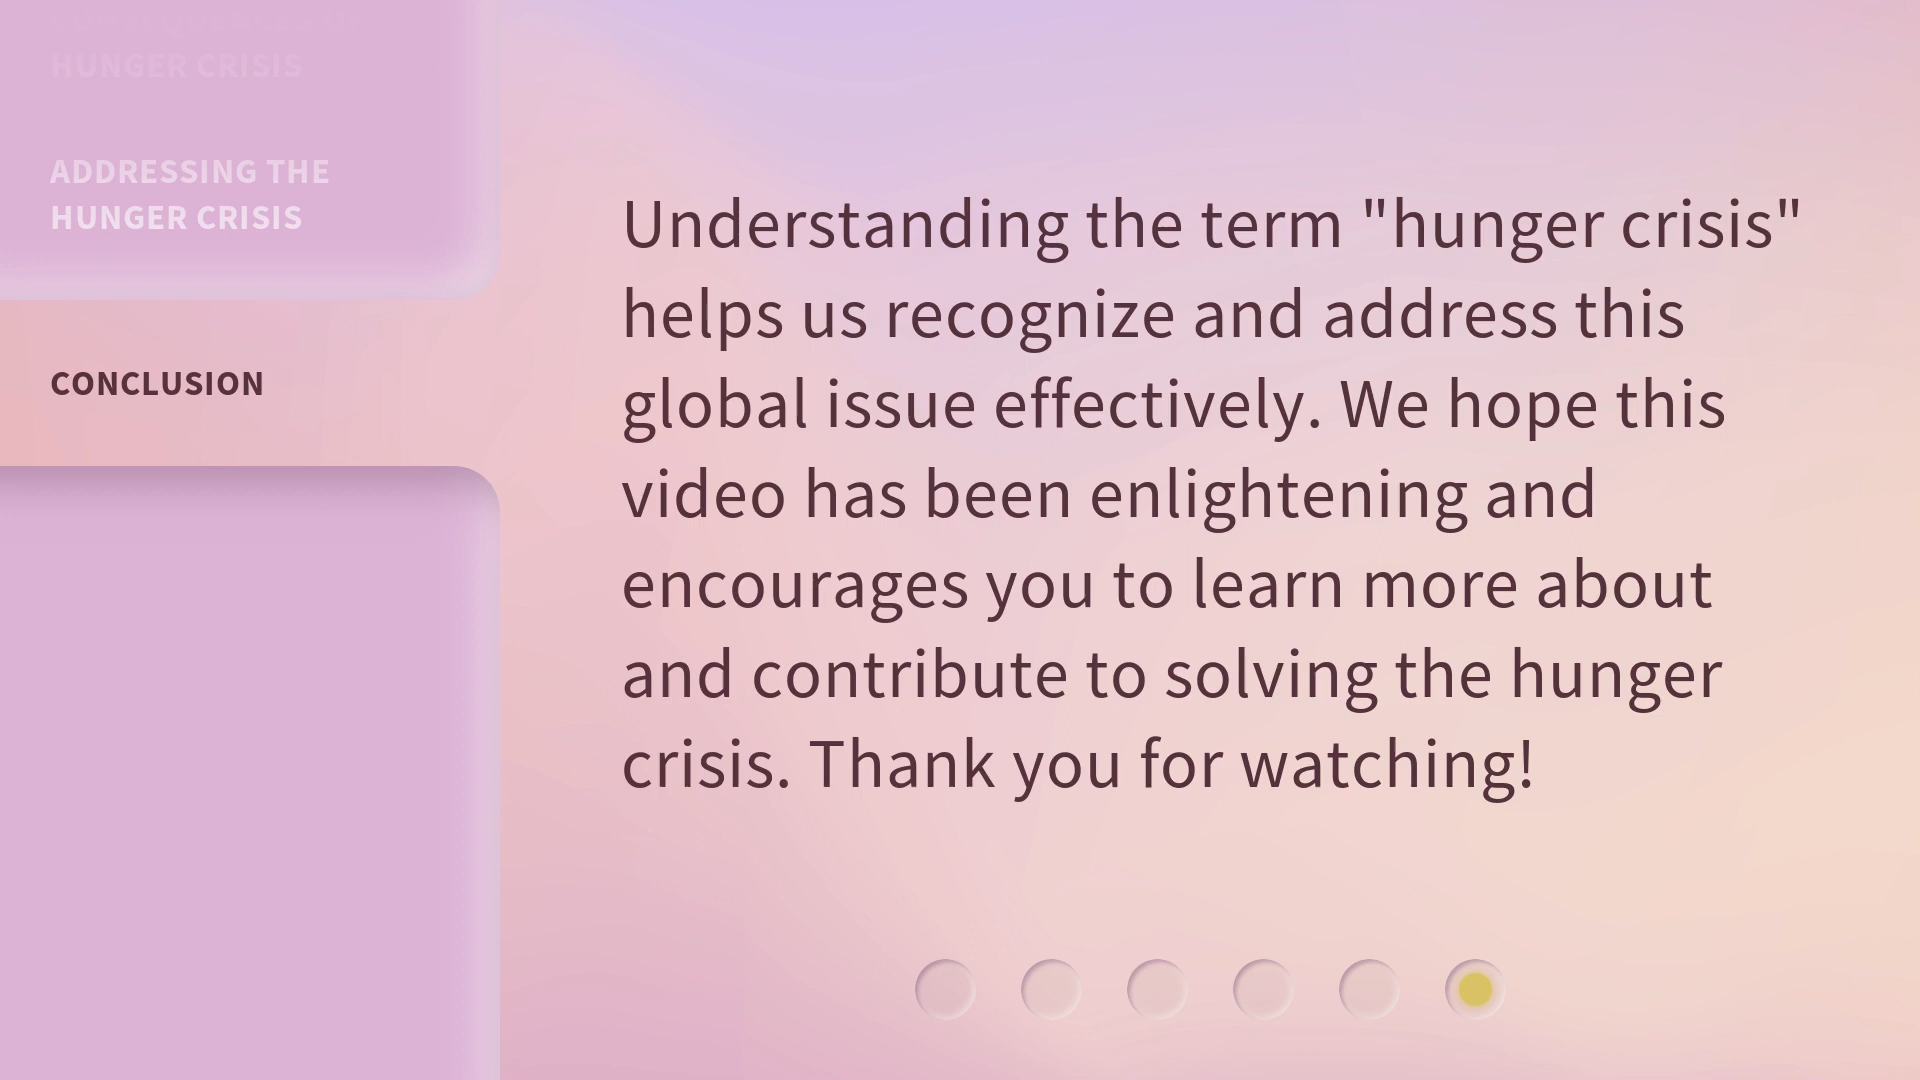 HUNGER CRISIS
ADDRESSING THE
HUNGER CRISIS
CONCLUSION
Understanding the term "hunger crisis"
helps us recognize and address this
global issue effectively. We hope this
video has been enlightening and
encourages you to learn more about
and contribute to solving the hunger
crisis. Thank you for watching!